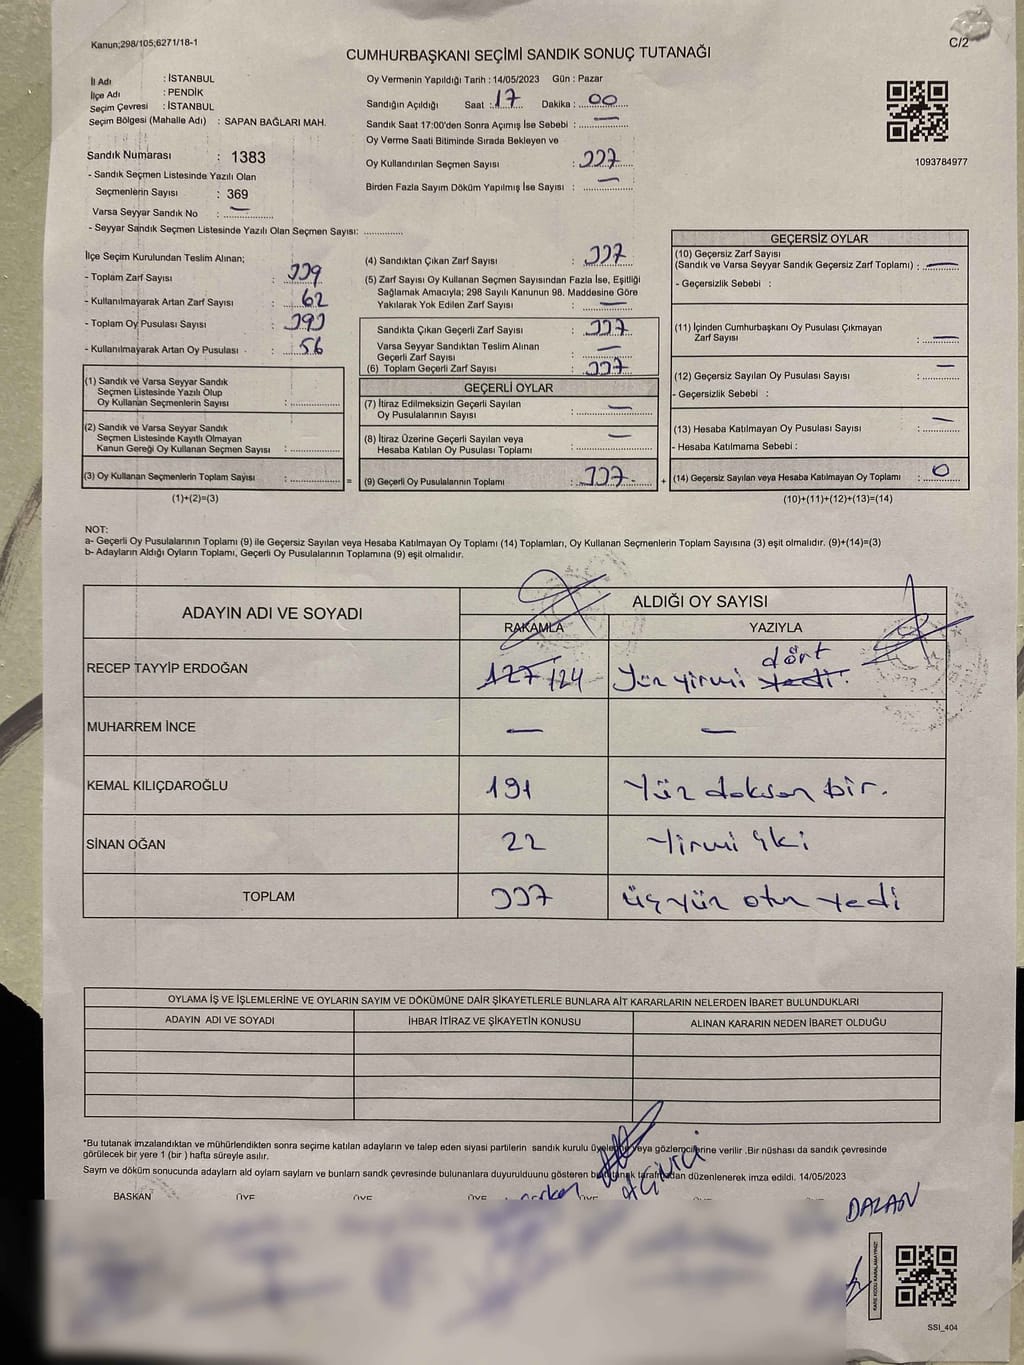 Kanun;298/105;6271/18-1
C/2
CUMHURBAŞKANI SEÇİMİ SANDIK SONUÇ TUTANAĞI
İl Adı : İSTANBUL
İlçe Adı : PENDİK
Seçim Çevresi : İSTANBUL
Seçim Bölgesi (Mahalle Adı) : SAPAN BAĞLARI MAH.
Sandık Numarası : 1383
- Sandık Seçmen Listesinde Yazılı Olan
Seçmenlerin Sayısı : 369
Varsa Seyyar Sandık No : —
- Seyyar Sandık Seçmen Listesinde Yazılı Olan Seçmen Sayısı: ............
Oy Vermenin Yapıldığı Tarih : 14/05/2023 Gün : Pazar
Sandığın Açıldığı Saat : 17 Dakika : 00
Sandık Saat 17:00'den Sonra Açımış İse Sebebi : —
Oy Verme Saati Bitiminde Sırada Bekleyen ve
Oy Kullandırılan Seçmen Sayısı : 337
Birden Fazla Sayım Döküm Yapılmış İse Sayısı : —
1093784977
İlçe Seçim Kurulundan Teslim Alınan;
- Toplam Zarf Sayısı : 399
- Kullanılmayarak Artan Zarf Sayısı : 62
- Toplam Oy Pusulası Sayısı : 393
- Kullanılmayarak Artan Oy Pusulası : 56
(1) Sandık ve Varsa Seyyar Sandık
Seçmen Listesinde Yazılı Olup
Oy Kullanan Seçmenlerin Sayısı : ............
(2) Sandık ve Varsa Seyyar Sandık
Seçmen Listesinde Kayıtlı Olmayan
Kanun Gereği Oy Kullanan Seçmen Sayısı : ............
(3) Oy Kullanan Seçmenlerin Toplam Sayısı : ............ =
(1)+(2)=(3)
(4) Sandıktan Çıkan Zarf Sayısı : 337
(5) Zarf Sayısı Oy Kullanan Seçmen Sayısından Fazla İse, Eşitliği
Sağlamak Amacıyla; 298 Sayılı Kanunun 98. Maddesine Göre
Yakılarak Yok Edilen Zarf Sayısı : —
Sandıkta Çıkan Geçerli Zarf Sayısı : 337
Varsa Seyyar Sandıktan Teslim Alınan
Geçerli Zarf Sayısı : —
(6) Toplam Geçerli Zarf Sayısı : 337
GEÇERLİ OYLAR
(7) İtiraz Edilmeksizin Geçerli Sayılan
Oy Pusulalarının Sayısı : —
(8) İtiraz Üzerine Geçerli Sayılan veya
Hesaba Katılan Oy Pusulası Toplamı : —
(9) Geçerli Oy Pusulalarının Toplamı : 337 +
GEÇERSİZ OYLAR
(10) Geçersiz Zarf Sayısı
(Sandık ve Varsa Seyyar Sandık Geçersiz Zarf Toplamı) : —
- Geçersizlik Sebebi :
(11) İçinden Cumhurbaşkanı Oy Pusulası Çıkmayan
Zarf Sayısı : —
(12) Geçersiz Sayılan Oy Pusulası Sayısı : —
- Geçersizlik Sebebi :
(13) Hesaba Katılmayan Oy Pusulası Sayısı : —
- Hesaba Katılmama Sebebi :
(14) Geçersiz Sayılan veya Hesaba Katılmayan Oy Toplamı : 0
(10)+(11)+(12)+(13)=(14)
NOT:
a- Geçerli Oy Pusulalarının Toplamı (9) ile Geçersiz Sayılan veya Hesaba Katılmayan Oy Toplamı (14) Toplamları, Oy Kullanan Seçmenlerin Toplam Sayısına (3) eşit olmalıdır. (9)+(14)=(3)
b- Adayların Aldığı Oyların Toplamı, Geçerli Oy Pusulalarının Toplamına (9) eşit olmalıdır.
ADAYIN ADI VE SOYADI ALDIĞI OY SAYISI
RAKAMLA YAZIYLA
RECEP TAYYİP ERDOĞAN 127 124 Yüz yirmi yedi. dört
MUHARREM İNCE — —
KEMAL KILIÇDAROĞLU 191 Yüz doksan bir.
SİNAN OĞAN 22 Yirmi iki
TOPLAM 337 üçyüz otuz yedi
OYLAMA İŞ VE İŞLEMLERİNE VE OYLARIN SAYIM VE DÖKÜMÜNE DAİR ŞİKAYETLERLE BUNLARA AİT KARARLARIN NELERDEN İBARET BULUNDUKLARI
ADAYIN ADI VE SOYADI İHBAR İTİRAZ VE ŞİKAYETİN KONUSU ALINAN KARARIN NEDEN İBARET OLDUĞU
*Bu tutanak imzalandıktan ve mühürlendikten sonra seçime katılan adayların ve talep eden siyasi partilerin sandık kurulu üyelerine veya gözlemcilerine verilir .Bir nüshası da sandık çevresinde
görülecek bir yere 1 (bir ) hafta süreyle asılır.
Sayım ve döküm sonucunda adayların ald oyların sayların ve bunların sandk çevresinde bulunanlara duyurulduunu gösteren bu tutanak tarafımızdan düzenlenerek imza edildi. 14/05/2023
BAŞKAN ÜYE ÜYE ÜYE ÜYE
DALAN
KARE KODU KARALAMAYINIZ!
SSI_404